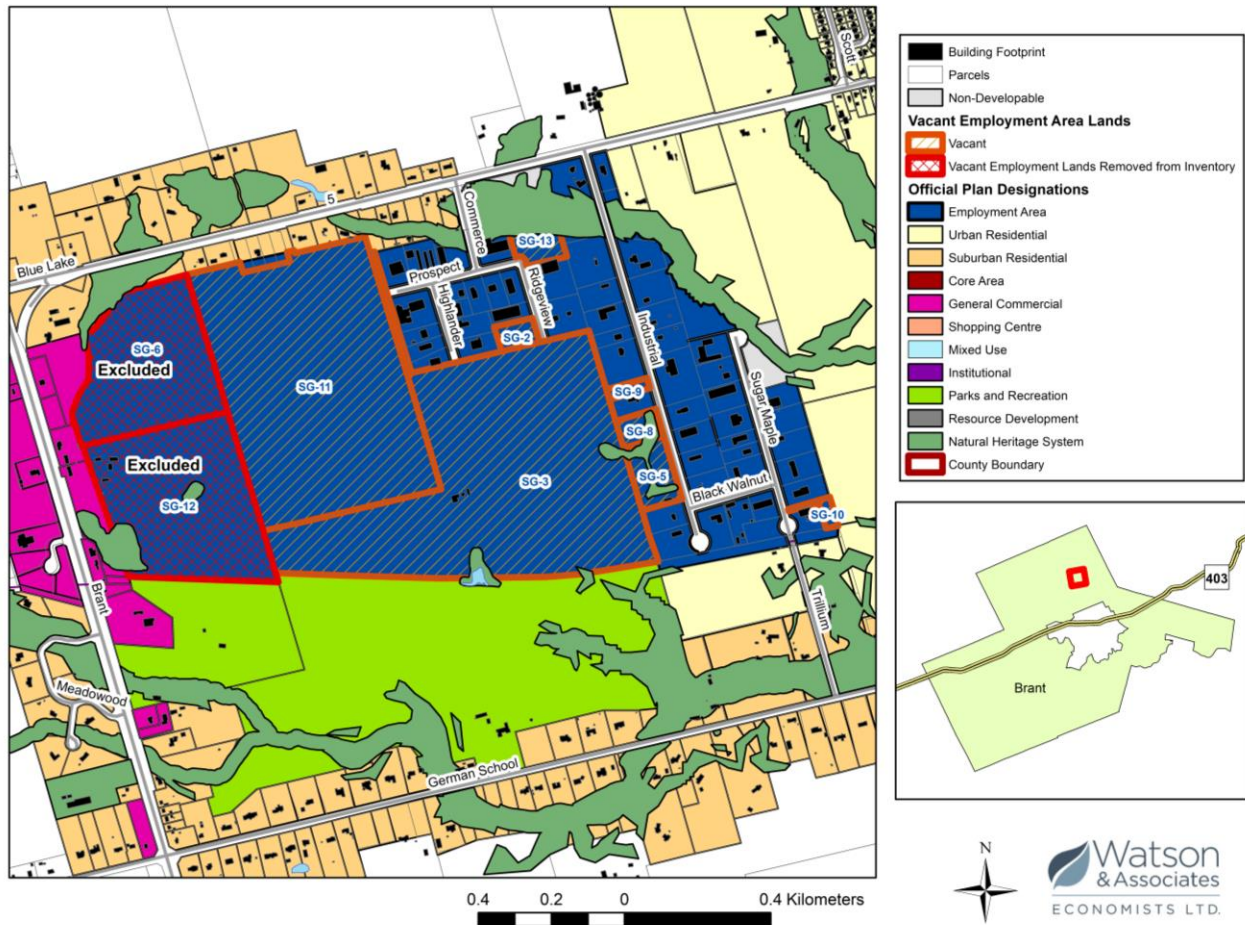 Scott
Blue Lake
5
Commerce
Prospect
Highlander
Ridgeview
Industrial
Sugar Maple
Black Walnut
Trillium
Brant
Meadowood
German School
SG-13
SG-6
Excluded
SG-11
SG-2
SG-9
SG-8
SG-3
SG-5
Excluded
SG-12
SG-10
Building Footprint
Parcels
Non-Developable
Vacant Employment Area Lands
Vacant
Vacant Employment Lands Removed from Inventory
Official Plan Designations
Employment Area
Urban Residential
Suburban Residential
Core Area
General Commercial
Shopping Centre
Mixed Use
Institutional
Parks and Recreation
Resource Development
Natural Heritage System
County Boundary
403
Brant
0.4 0.2 0 0.4 Kilometers
N
Watson
& Associates
ECONOMISTS LTD.